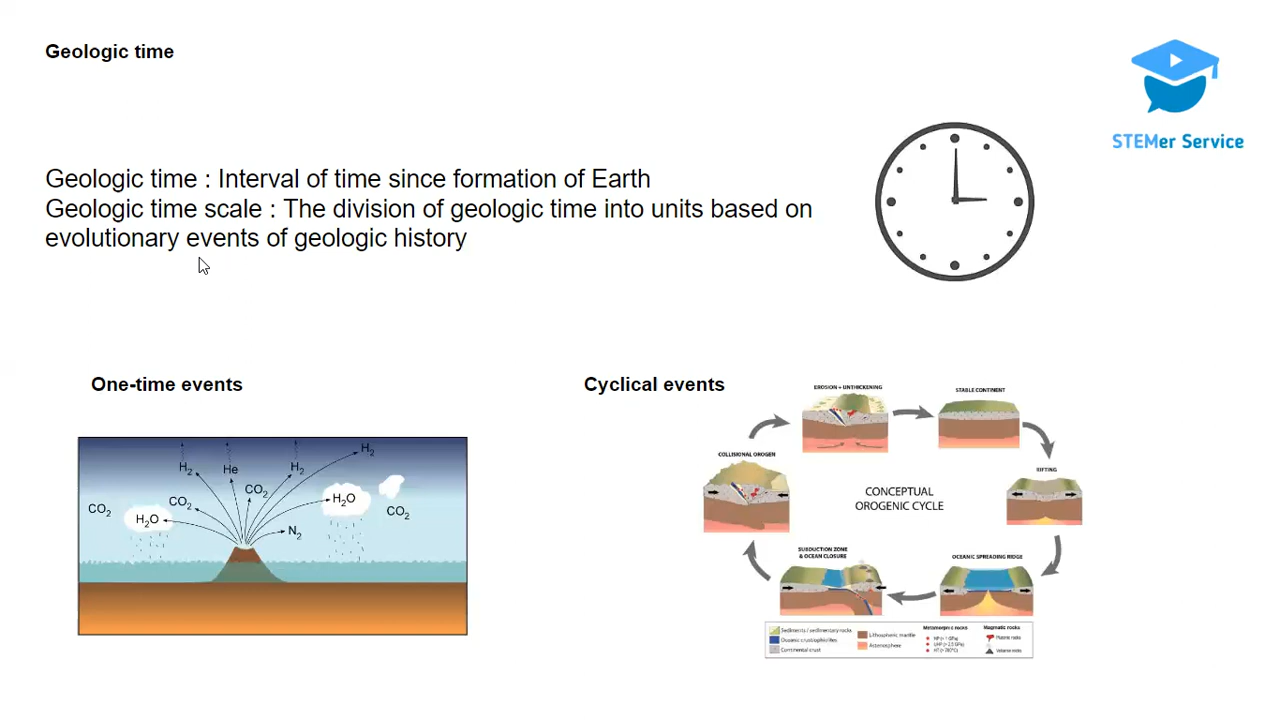 Geologic time
STEMer Service
Geologic time : Interval of time since formation of Earth
Geologic time scale : The division of geologic time into units based on
evolutionary events of geologic history
One-time events
Cyclical events
H2
He
H2
H2
CO2
CO2
CO2
H2O
H2O
CO2
N2
EROSION + UNTHICKENING
STABLE CONTINENT
COLLISIONAL OROGEN
RIFTING
CONCEPTUAL
OROGENIC CYCLE
SUBDUCTION ZONE
& OCEAN CLOSURE
OCEANIC SPREADING RIDGE
Sediments / sedimentary rocks
Continental crust
Lithospheric mantle
Asthenosphere
Metamorphic rocks
Magmatic rocks
Plutonic rocks
Volcanic rocks